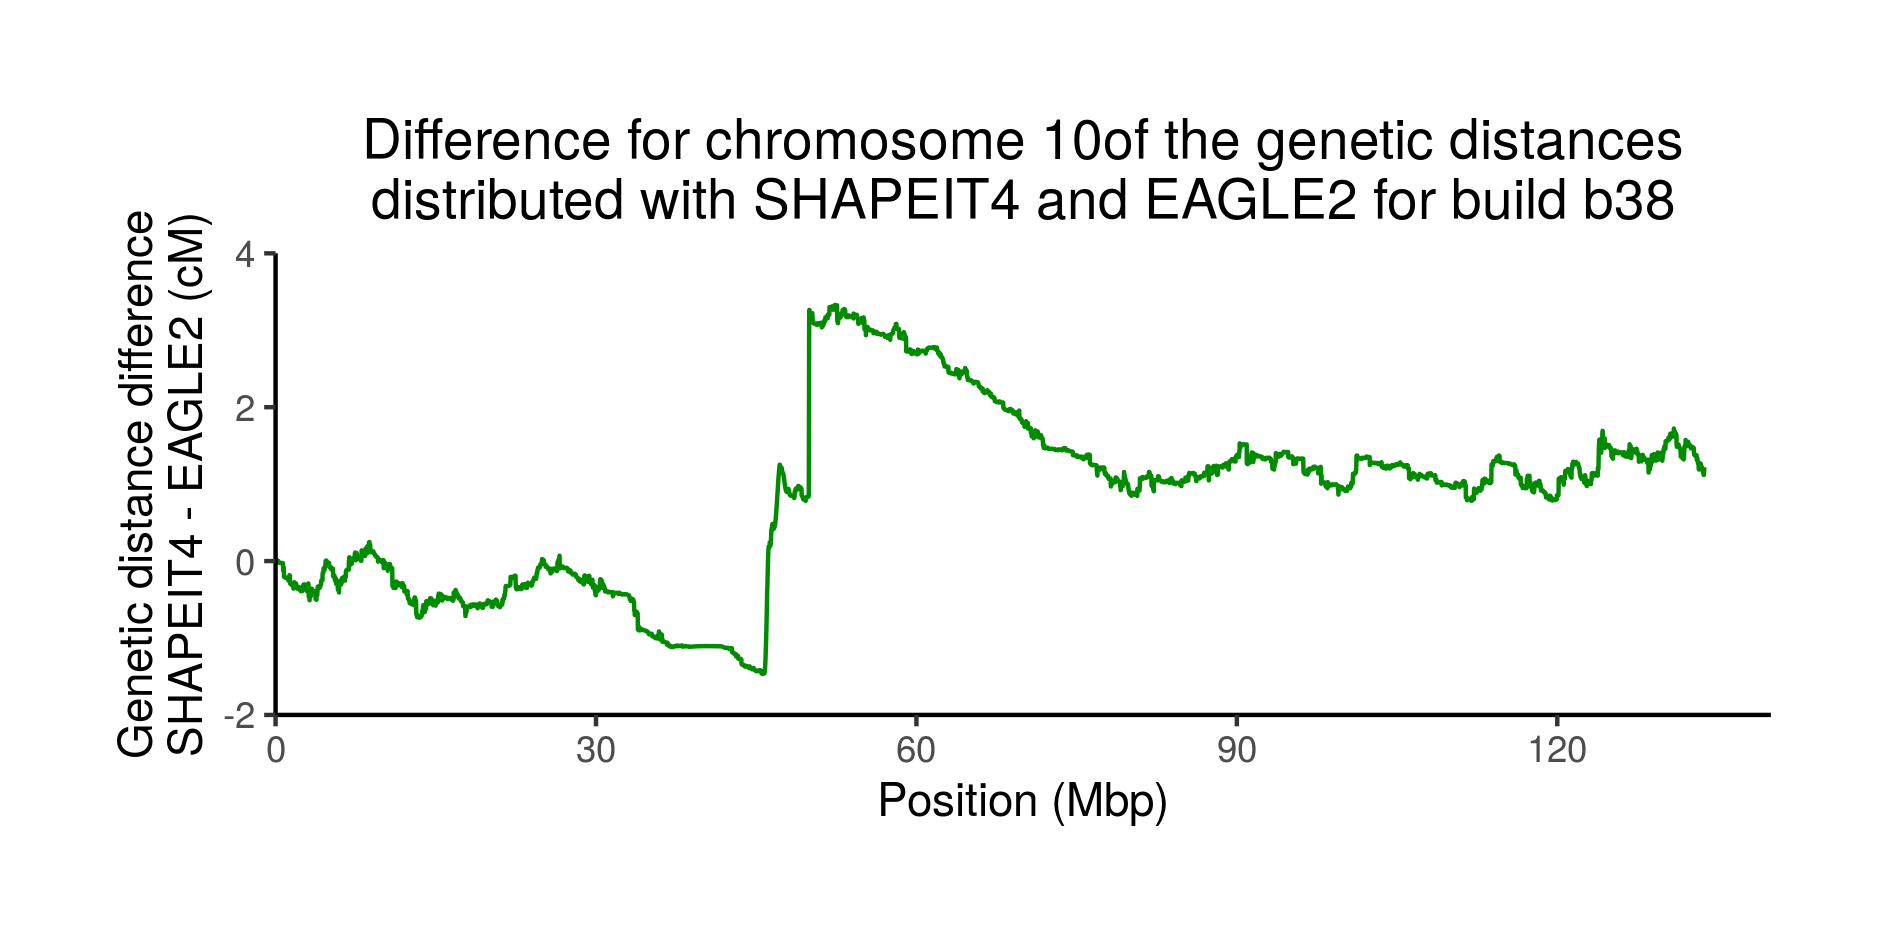 Difference for chromosome 10of the genetic distances
distributed with SHAPEIT4 and EAGLE2 for build b38
Genetic distance difference
SHAPEIT4 - EAGLE2 (cM)
4
2
0
-2
0
30
60
90
120
Position (Mbp)